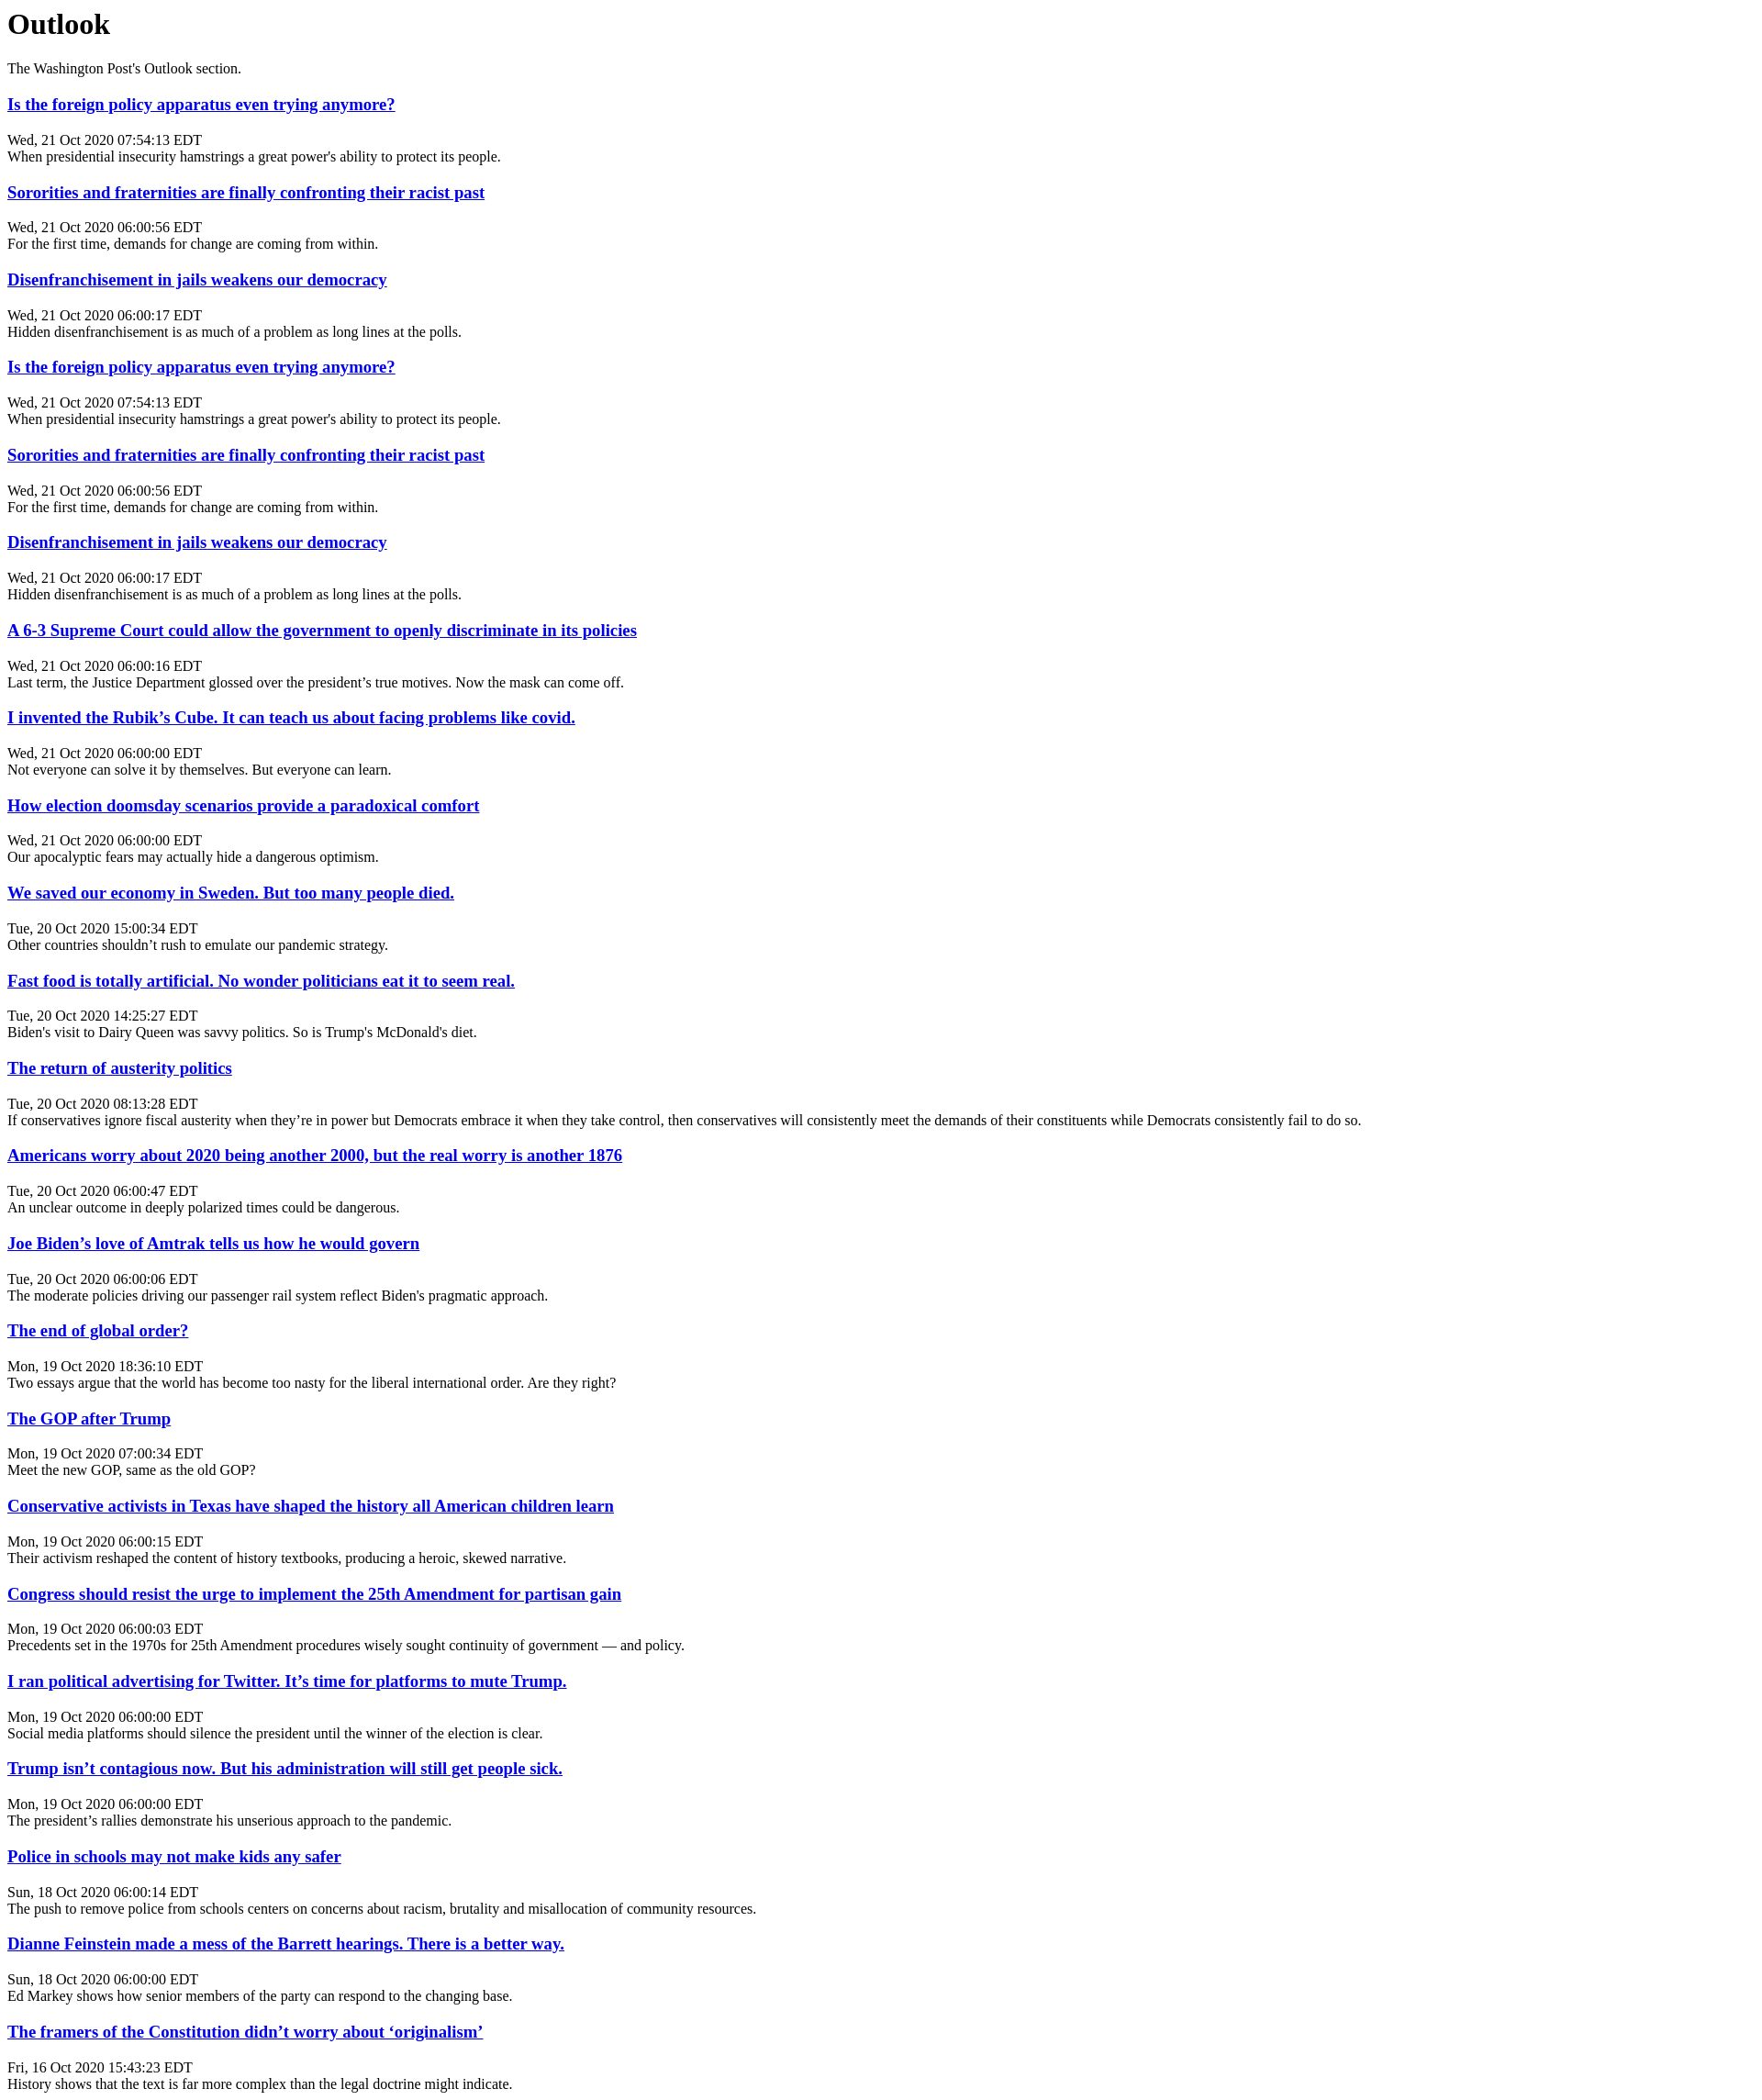 Outlook
The Washington Post's Outlook section.
Is the foreign policy apparatus even trying anymore?
Wed, 21 Oct 2020 07:54:13 EDT
When presidential insecurity hamstrings a great power's ability to protect its people.
Sororities and fraternities are finally confronting their racist past
Wed, 21 Oct 2020 06:00:56 EDT
For the first time, demands for change are coming from within.
Disenfranchisement in jails weakens our democracy
Wed, 21 Oct 2020 06:00:17 EDT
Hidden disenfranchisement is as much of a problem as long lines at the polls.
Is the foreign policy apparatus even trying anymore?
Wed, 21 Oct 2020 07:54:13 EDT
When presidential insecurity hamstrings a great power's ability to protect its people.
Sororities and fraternities are finally confronting their racist past
Wed, 21 Oct 2020 06:00:56 EDT
For the first time, demands for change are coming from within.
Disenfranchisement in jails weakens our democracy
Wed, 21 Oct 2020 06:00:17 EDT
Hidden disenfranchisement is as much of a problem as long lines at the polls.
A 6-3 Supreme Court could allow the government to openly discriminate in its policies
Wed, 21 Oct 2020 06:00:16 EDT
Last term, the Justice Department glossed over the president’s true motives. Now the mask can come off.
I invented the Rubik’s Cube. It can teach us about facing problems like covid.
Wed, 21 Oct 2020 06:00:00 EDT
Not everyone can solve it by themselves. But everyone can learn.
How election doomsday scenarios provide a paradoxical comfort
Wed, 21 Oct 2020 06:00:00 EDT
Our apocalyptic fears may actually hide a dangerous optimism.
We saved our economy in Sweden. But too many people died.
Tue, 20 Oct 2020 15:00:34 EDT
Other countries shouldn’t rush to emulate our pandemic strategy.
Fast food is totally artificial. No wonder politicians eat it to seem real.
Tue, 20 Oct 2020 14:25:27 EDT
Biden's visit to Dairy Queen was savvy politics. So is Trump's McDonald's diet.
The return of austerity politics
Tue, 20 Oct 2020 08:13:28 EDT
If conservatives ignore fiscal austerity when they’re in power but Democrats embrace it when they take control, then conservatives will consistently meet the demands of their constituents while Democrats consistently fail to do so.
Americans worry about 2020 being another 2000, but the real worry is another 1876
Tue, 20 Oct 2020 06:00:47 EDT
An unclear outcome in deeply polarized times could be dangerous.
Joe Biden’s love of Amtrak tells us how he would govern
Tue, 20 Oct 2020 06:00:06 EDT
The moderate policies driving our passenger rail system reflect Biden's pragmatic approach.
The end of global order?
Mon, 19 Oct 2020 18:36:10 EDT
Two essays argue that the world has become too nasty for the liberal international order. Are they right?
The GOP after Trump
Mon, 19 Oct 2020 07:00:34 EDT
Meet the new GOP, same as the old GOP?
Conservative activists in Texas have shaped the history all American children learn
Mon, 19 Oct 2020 06:00:15 EDT
Their activism reshaped the content of history textbooks, producing a heroic, skewed narrative.
Congress should resist the urge to implement the 25th Amendment for partisan gain
Mon, 19 Oct 2020 06:00:03 EDT
Precedents set in the 1970s for 25th Amendment procedures wisely sought continuity of government — and policy.
I ran political advertising for Twitter. It’s time for platforms to mute Trump.
Mon, 19 Oct 2020 06:00:00 EDT
Social media platforms should silence the president until the winner of the election is clear.
Trump isn’t contagious now. But his administration will still get people sick.
Mon, 19 Oct 2020 06:00:00 EDT
The president’s rallies demonstrate his unserious approach to the pandemic.
Police in schools may not make kids any safer
Sun, 18 Oct 2020 06:00:14 EDT
The push to remove police from schools centers on concerns about racism, brutality and misallocation of community resources.
Dianne Feinstein made a mess of the Barrett hearings. There is a better way.
Sun, 18 Oct 2020 06:00:00 EDT
Ed Markey shows how senior members of the party can respond to the changing base.
The framers of the Constitution didn’t worry about ‘originalism’
Fri, 16 Oct 2020 15:43:23 EDT
History shows that the text is far more complex than the legal doctrine might indicate.